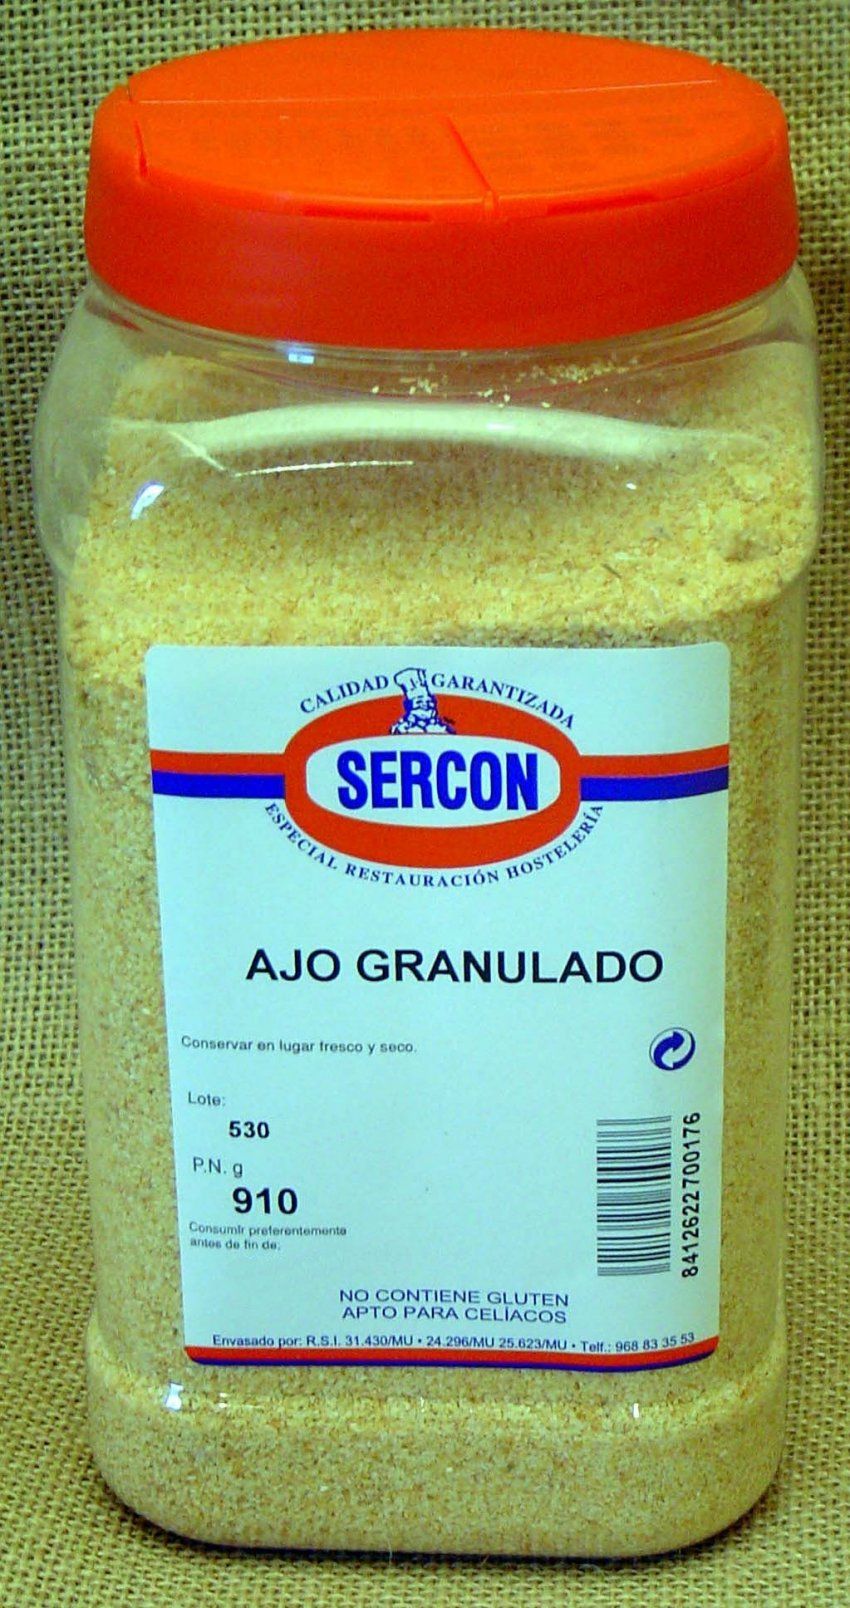 CALIDAD GARANTIZADA
SERCON
ESPECIAL RESTAURACIÓN HOSTELERÍA
AJO GRANULADO
Conservar en lugar fresco y seco.
Lote:
530
P.N. g
910
Consumir preferentemente
antes de fin de:
8412622700176
NO CONTIENE GLUTEN
APTO PARA CELÍACOS
Envasado por: R.S.I. 31.430/MU • 24.296/MU 25.623/MU • Telf.: 968 83 35 53